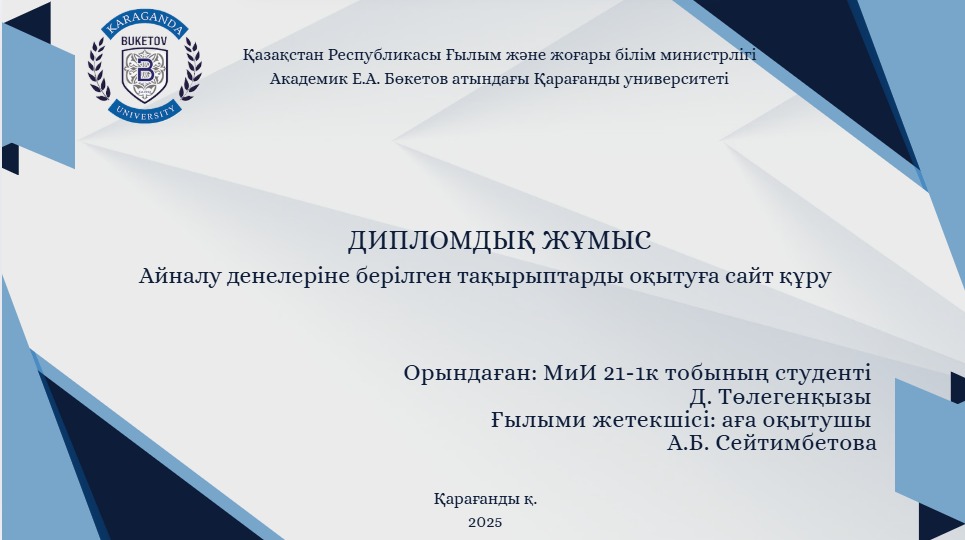 KARAGANDA
BUKETOV
B
UNIVERSITY
Қазақстан Республикасы Ғылым және жоғары білім министрлігі
Академик Е.А. Бөкетов атындағы Қарағанды университеті
ДИПЛОМДЫҚ ЖҰМЫС
Айналу денелеріне берілген тақырыптарды оқытуға сайт құру
Орындаған: МиИ 21-1к тобының студенті
Д. Төлегенқызы
Ғылыми жетекшісі: аға оқытушы
А.Б. Сейтимбетова
Қарағанды қ.
2025